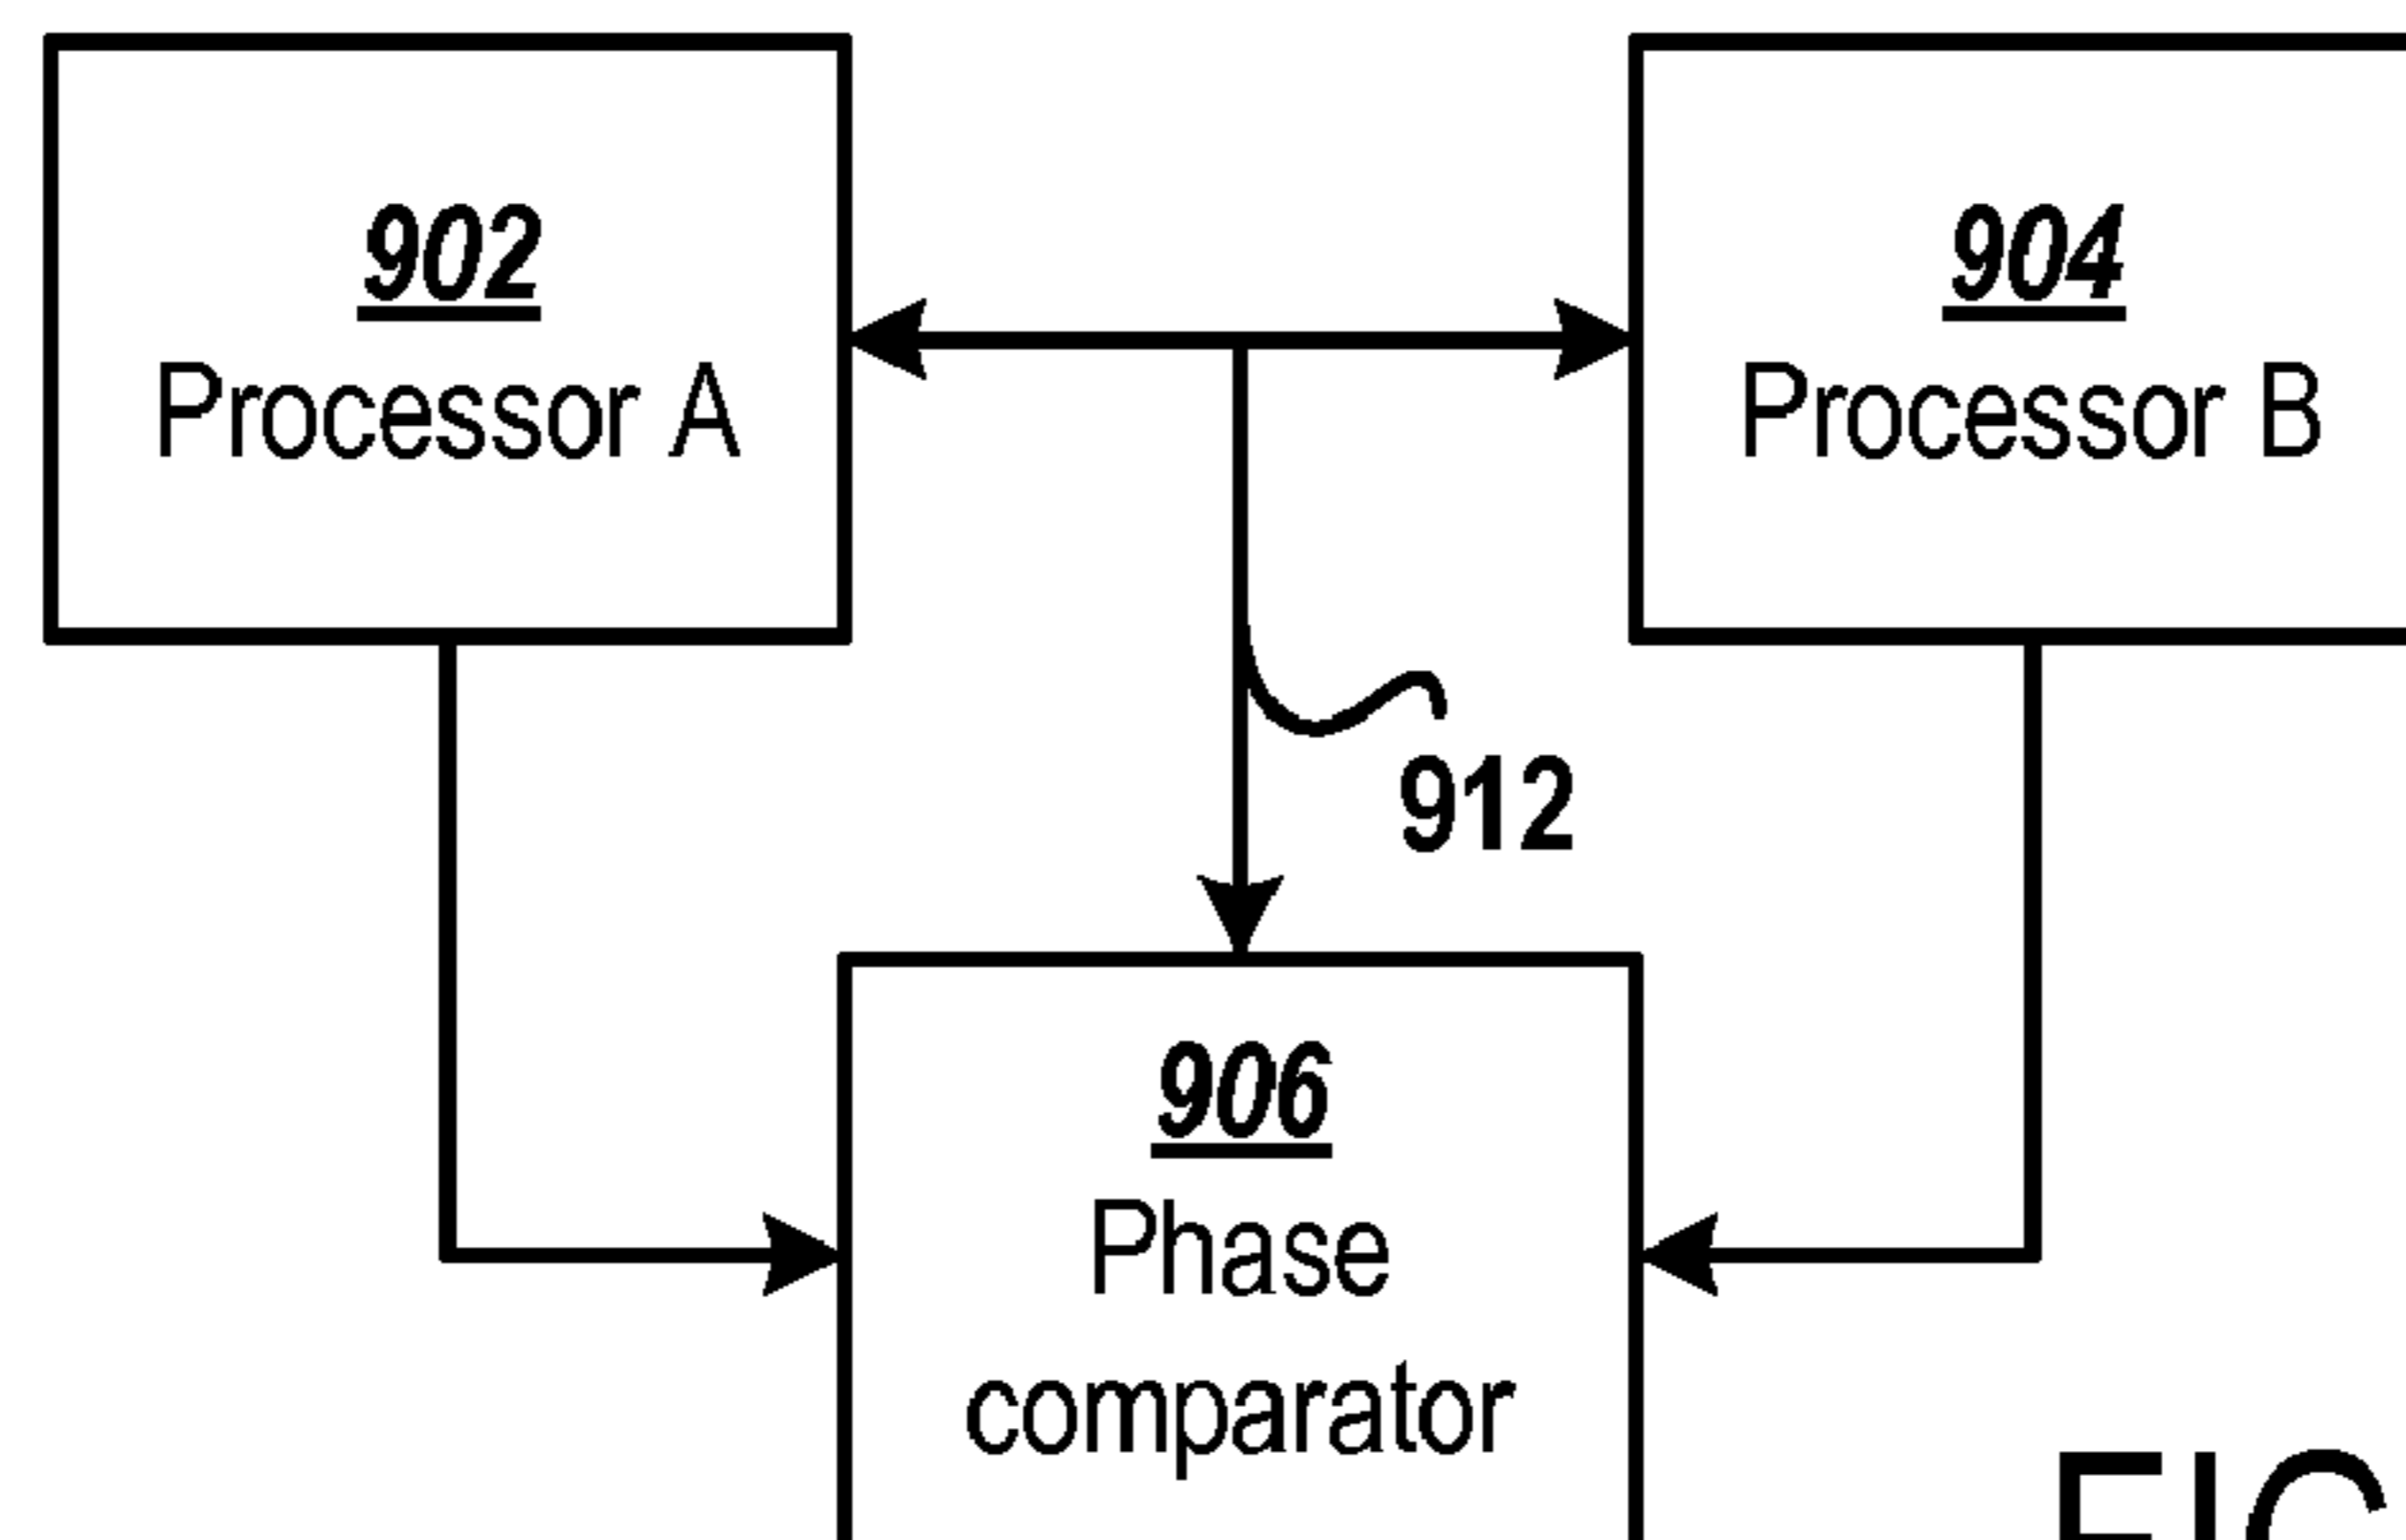 902
Processor A
904
Processor B
912
906
Phase
comparator